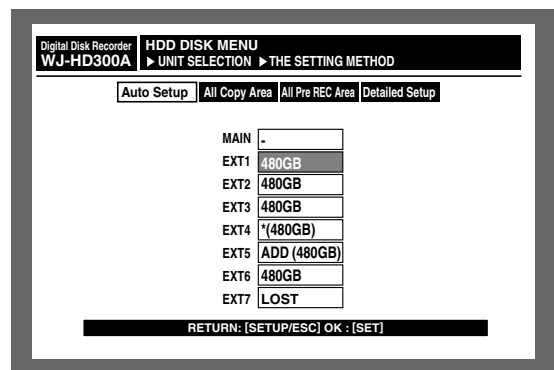 Digital Disk Recorder
WJ-HD300A
HDD DISK MENU
▶ UNIT SELECTION ▶ THE SETTING METHOD
Auto Setup All Copy Area All Pre REC Area Detailed Setup
MAIN -
EXT1 480GB
EXT2 480GB
EXT3 480GB
EXT4 *(480GB)
EXT5 ADD (480GB)
EXT6 480GB
EXT7 LOST
RETURN: [SETUP/ESC] OK : [SET]